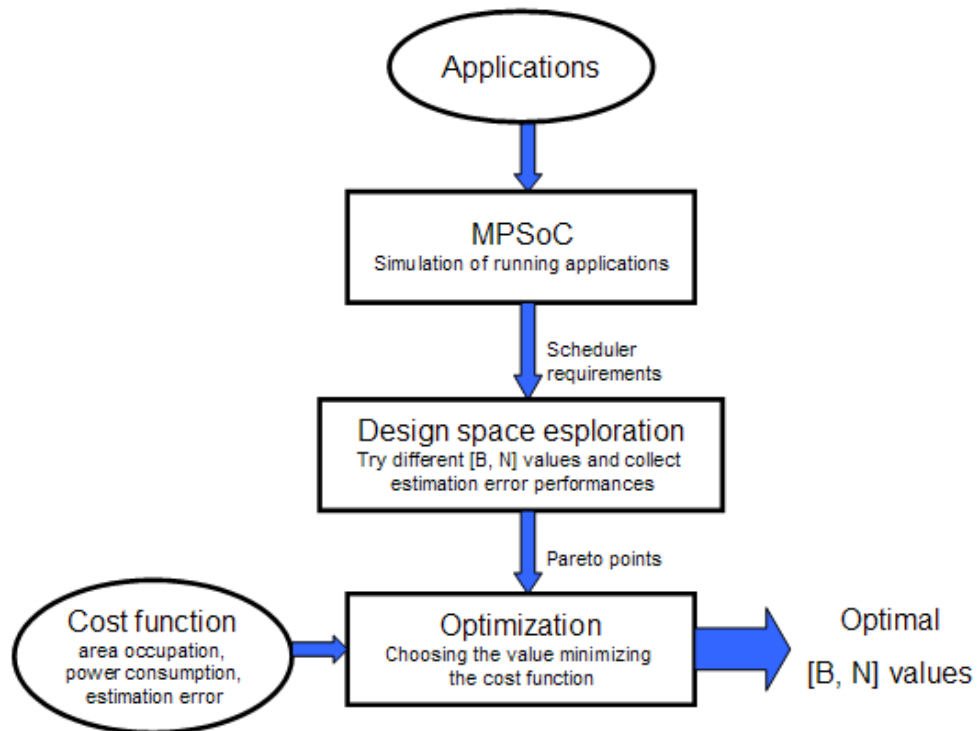 Applications
MPSoC
Simulation of running applications
Scheduler
requirements
Design space esploration
Try different [B, N] values and collect
estimation error performances
Pareto points
Cost function
area occupation,
power consumption,
estimation error
Optimization
Choosing the value minimizing
the cost function
Optimal
[B, N] values